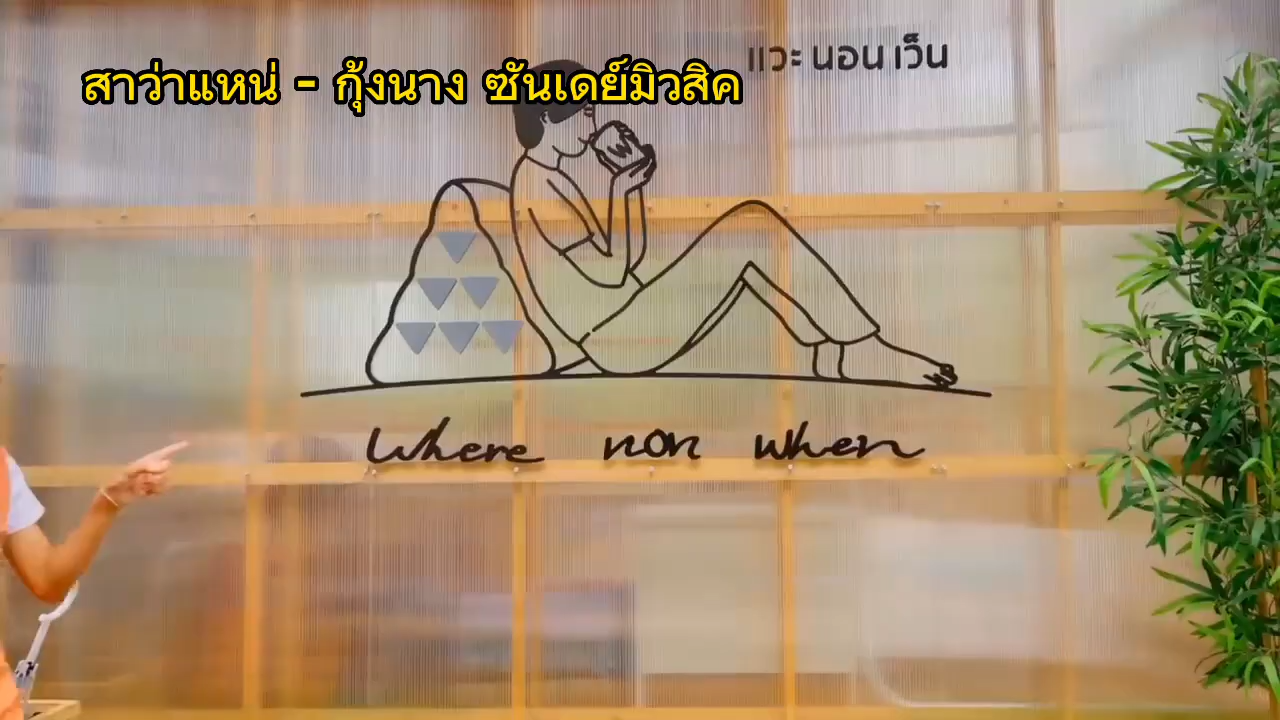 แวะ นอน เว็น
สาว่าแหน่ - กุ้งนาง ซันเดย์มิวสิค
where non when